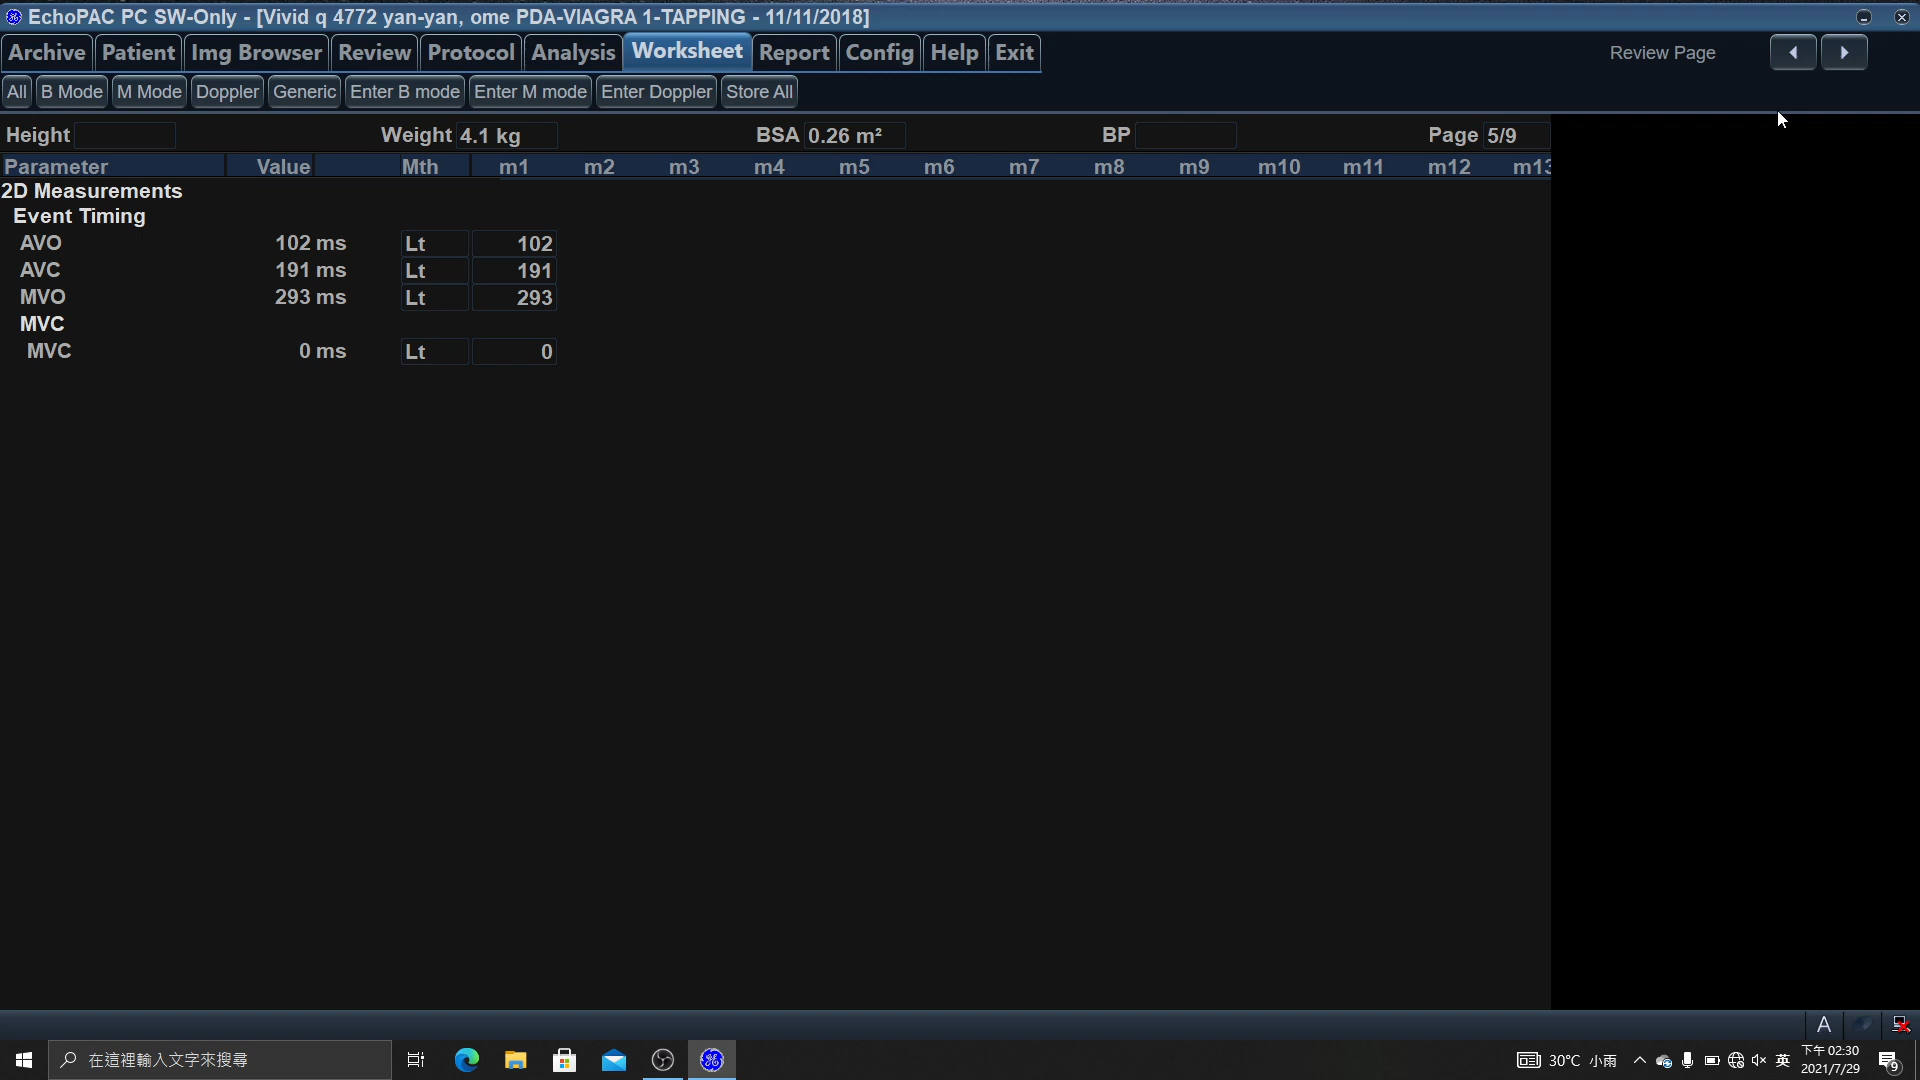 EchoPAC PC SW-Only - [Vivid q 4772 yan-yan, ome PDA-VIAGRA 1-TAPPING - 11/11/2018]
Archive Patient Img Browser Review Protocol Analysis Worksheet Report Config Help Exit Review Page
All B Mode M Mode Doppler Generic Enter B mode Enter M mode Enter Doppler Store All
Height Weight 4.1 kg BSA 0.26 m² BP Page 5/9
Parameter Value Mth m1 m2 m3 m4 m5 m6 m7 m8 m9 m10 m11 m12 m13
2D Measurements
Event Timing
AVO 102 ms Lt 102
AVC 191 ms Lt 191
MVO 293 ms Lt 293
MVC
MVC 0 ms Lt 0
A
在這裡輸入文字來搜尋 30°C 小雨 英 下午 02:30
2021/7/29 9